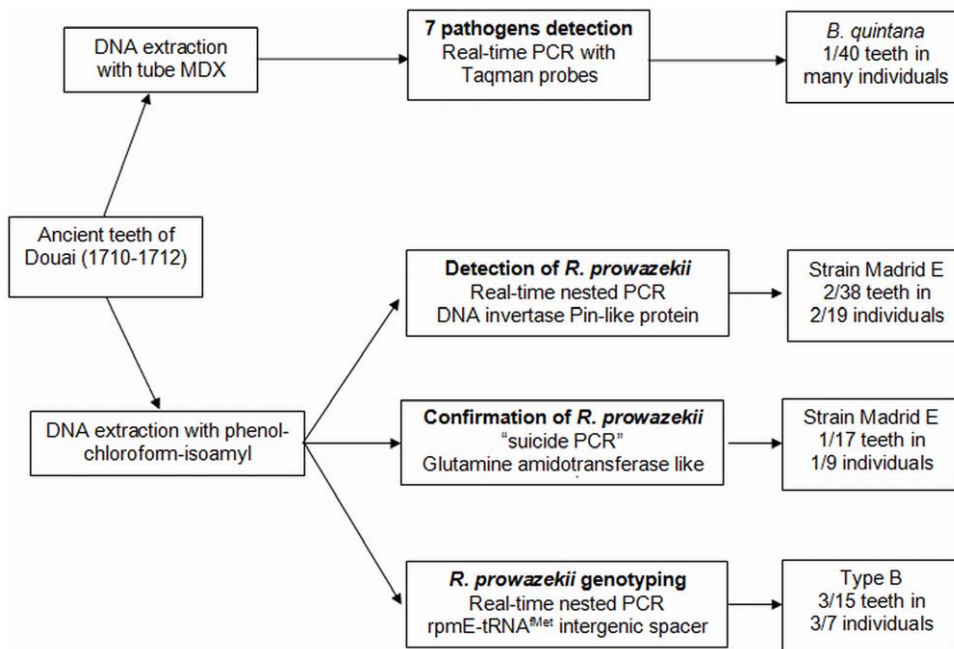 DNA extraction
with tube MDX
7 pathogens detection
Real-time PCR with
Taqman probes
B. quintana
1/40 teeth in
many individuals
Ancient teeth of
Douai (1710-1712)
Detection of R. prowazekii
Real-time nested PCR
DNA invertase Pin-like protein
Strain Madrid E
2/38 teeth in
2/19 individuals
DNA extraction with phenol-
chloroform-isoamyl
Confirmation of R. prowazekii
“suicide PCR”
Glutamine amidotransferase like
Strain Madrid E
1/17 teeth in
1/9 individuals
R. prowazekii genotyping
Real-time nested PCR
rpmE-tRNAfMet intergenic spacer
Type B
3/15 teeth in
3/7 individuals